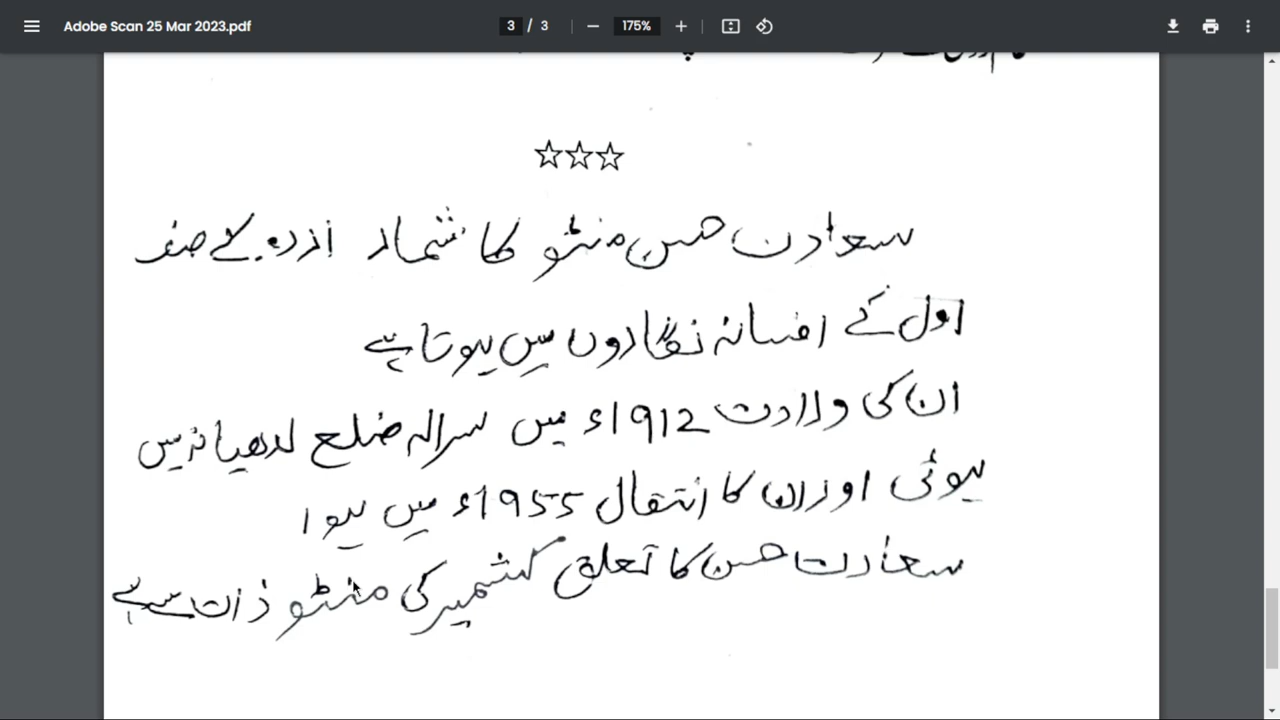 Adobe Scan 25 Mar 2023.pdf
3 / 3
175%
سعادت حسن منٹو کا شمار اردو کے صف
اول کے افسانہ نگاروں میں ہوتا ہے
ان کی ولادت 1912ء میں سرالہ ضلع لدھیانہ میں
ہوئی اور ان کا انتقال 1955ء میں ہوا
سعادت حسن کا تعلق کشمیر کی منٹو ذات سے ہے